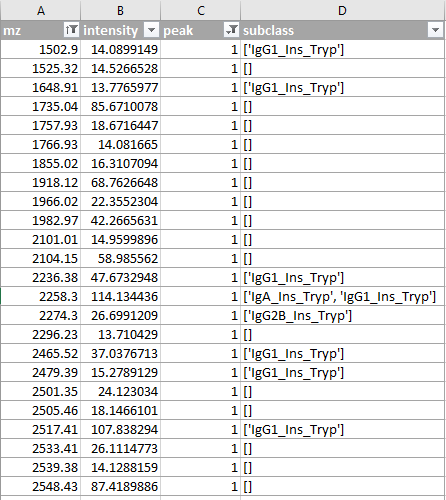 A B C D
mz intensity peak subclass
1502.9 14.0899149 1 ['IgG1_Ins_Tryp']
1525.32 14.5266528 1 []
1648.91 13.7765977 1 ['IgG1_Ins_Tryp']
1735.04 85.6710078 1 []
1757.93 18.6716447 1 []
1766.93 14.081665 1 []
1855.02 16.3107094 1 []
1918.12 68.7626648 1 []
1966.02 22.3552304 1 []
1982.97 42.2665631 1 []
2101.01 14.9599896 1 []
2104.15 58.985562 1 []
2236.38 47.6732948 1 ['IgG1_Ins_Tryp']
2258.3 114.134436 1 ['IgA_Ins_Tryp', 'IgG1_Ins_Tryp']
2274.3 26.6991209 1 ['IgG2B_Ins_Tryp']
2296.23 13.710429 1 []
2465.52 37.0376713 1 ['IgG1_Ins_Tryp']
2479.39 15.2789129 1 ['IgG1_Ins_Tryp']
2501.35 24.123034 1 []
2505.46 18.1466101 1 []
2517.41 107.838294 1 ['IgG1_Ins_Tryp']
2533.41 26.1114773 1 []
2539.38 14.1288159 1 []
2548.43 87.4189886 1 []